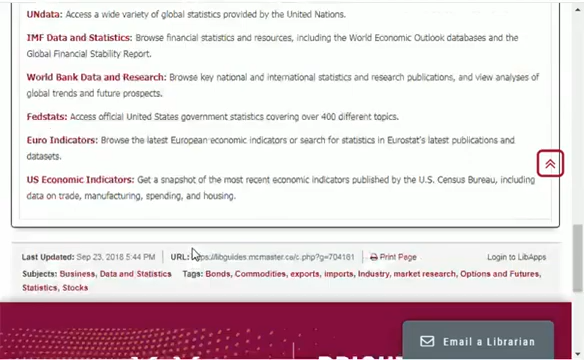 UNdata: Access a wide variety of global statistics provided by the United Nations.
IMF Data and Statistics: Browse financial statistics and resources, including the World Economic Outlook databases and the
Global Financial Stability Report.
World Bank Data and Research: Browse key national and international statistics and research publications, and view analyses of
global trends and future prospects.
Fedstats: Access official United States government statistics covering over 400 different topics.
Euro Indicators: Browse the latest European economic indicators or search for statistics in Eurostat's latest publications and
datasets.
US Economic Indicators: Get a snapshot of the most recent economic indicators published by the U.S. Census Bureau, including
data on trade, manufacturing, spending, and housing.
Last Updated: Sep 23, 2018 5:44 PM URL: https://libguides.mcmaster.ca/c.php?g=704161 Print Page Login to LibApps
Subjects: Business, Data and Statistics Tags: Bonds, Commodities, exports, imports, Industry, market research, Options and Futures,
Statistics, Stocks
Email a Librarian